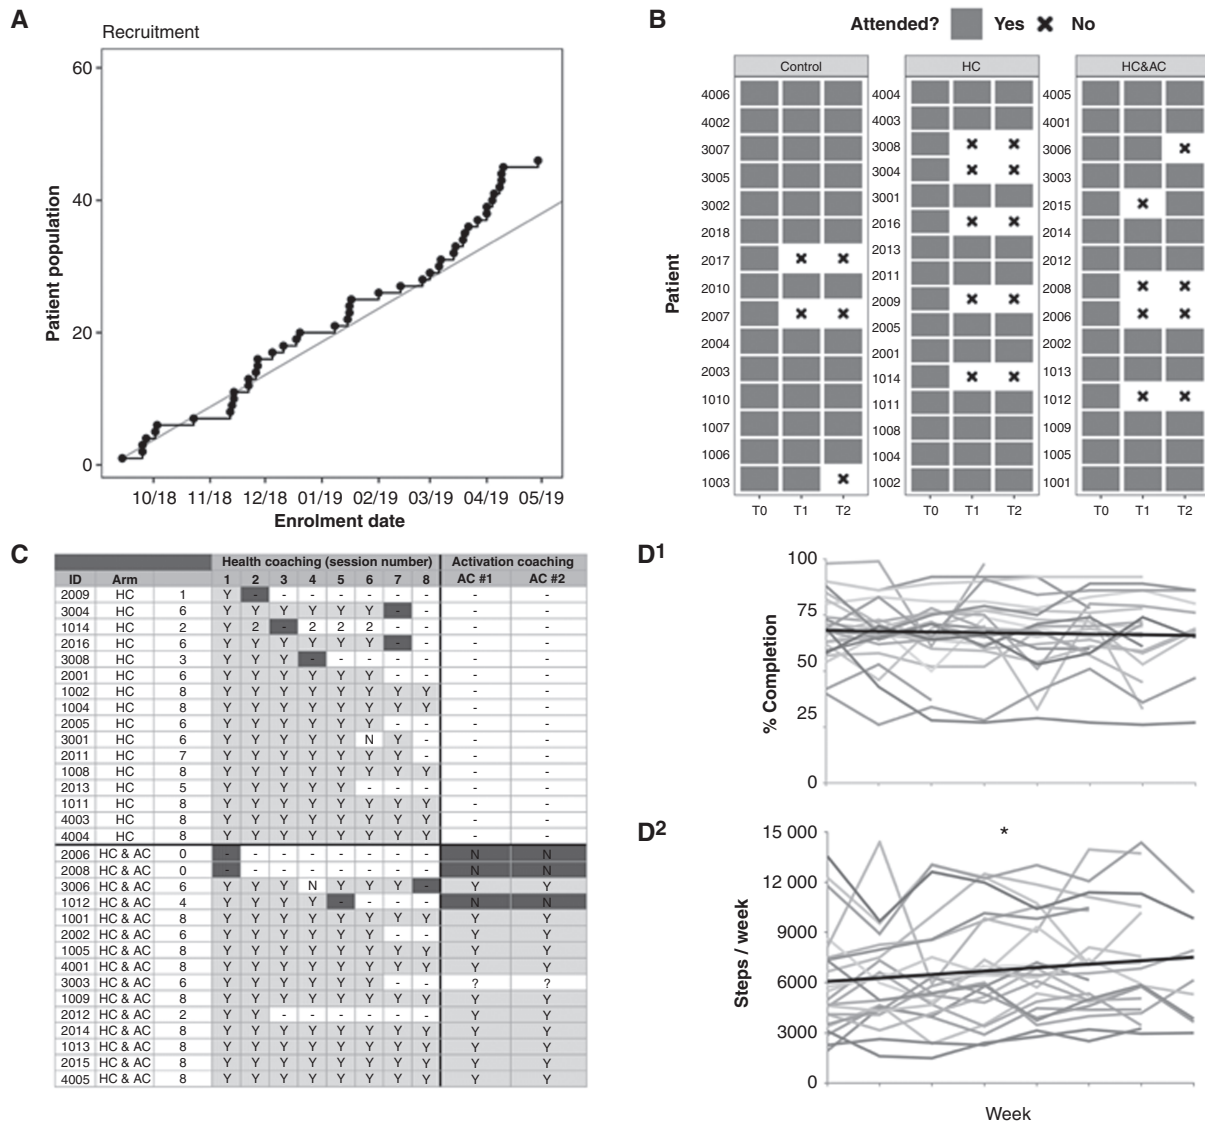 A
Recruitment
60
40
20
0
Patient population
10/18 11/18 12/18 01/19 02/19 03/19 04/19 05/19
Enrolment date
B
Attended? Yes No
Control HC HC&AC
Patient
4006
4002
3007
3005
3002
2018
2017
2010
2007
2004
2003
1010
1007
1006
1003
4004
4003
3008
3004
3001
2016
2013
2011
2009
2005
2001
1014
1011
1008
1004
1002
4005
4001
3006
3003
2015
2014
2012
2008
2006
2002
1013
1012
1009
1005
1001
T0 T1 T2 T0 T1 T2 T0 T1 T2
C
Health coaching (session number) Activation coaching
ID Arm 1 2 3 4 5 6 7 8 AC #1 AC #2
2009 HC 1 Y - - - - - - - - -
3004 HC 6 Y Y Y Y Y Y - - - -
1014 HC 2 Y 2 - 2 2 2 - - - -
2016 HC 6 Y Y Y Y Y Y - - - -
3008 HC 3 Y Y Y - - - - - - -
2001 HC 6 Y Y Y Y Y Y - - - -
1002 HC 8 Y Y Y Y Y Y Y Y - -
1004 HC 8 Y Y Y Y Y Y Y Y - -
2005 HC 6 Y Y Y Y Y Y - - - -
3001 HC 6 Y Y Y Y Y N Y - - -
2011 HC 7 Y Y Y Y Y Y Y - - -
1008 HC 8 Y Y Y Y Y Y Y Y - -
2013 HC 5 Y Y Y Y Y - - - - -
1011 HC 8 Y Y Y Y Y Y Y Y - -
4003 HC 8 Y Y Y Y Y Y Y Y - -
4004 HC 8 Y Y Y Y Y Y Y Y - -
2006 HC & AC 0 - - - - - - - - N N
2008 HC & AC 0 - - - - - - - - N N
3006 HC & AC 6 Y Y Y N Y Y Y - Y Y
1012 HC & AC 4 Y Y Y Y - - - - N N
1001 HC & AC 8 Y Y Y Y Y Y Y Y Y Y
2002 HC & AC 6 Y Y Y Y Y Y - - Y Y
1005 HC & AC 8 Y Y Y Y Y Y Y Y Y Y
4001 HC & AC 8 Y Y Y Y Y Y Y Y Y Y
3003 HC & AC 6 Y Y Y Y Y Y - - ? ?
1009 HC & AC 8 Y Y Y Y Y Y Y Y Y Y
2012 HC & AC 2 Y Y - - - - - - Y Y
2014 HC & AC 8 Y Y Y Y Y Y Y Y Y Y
1013 HC & AC 8 Y Y Y Y Y Y Y Y Y Y
2015 HC & AC 8 Y Y Y Y Y Y Y Y Y Y
4005 HC & AC 8 Y Y Y Y Y Y Y Y Y Y
D1
100
75
50
25
0
% Completion
D2
*
15 000
12 000
9000
6000
3000
0
Steps / week
Week